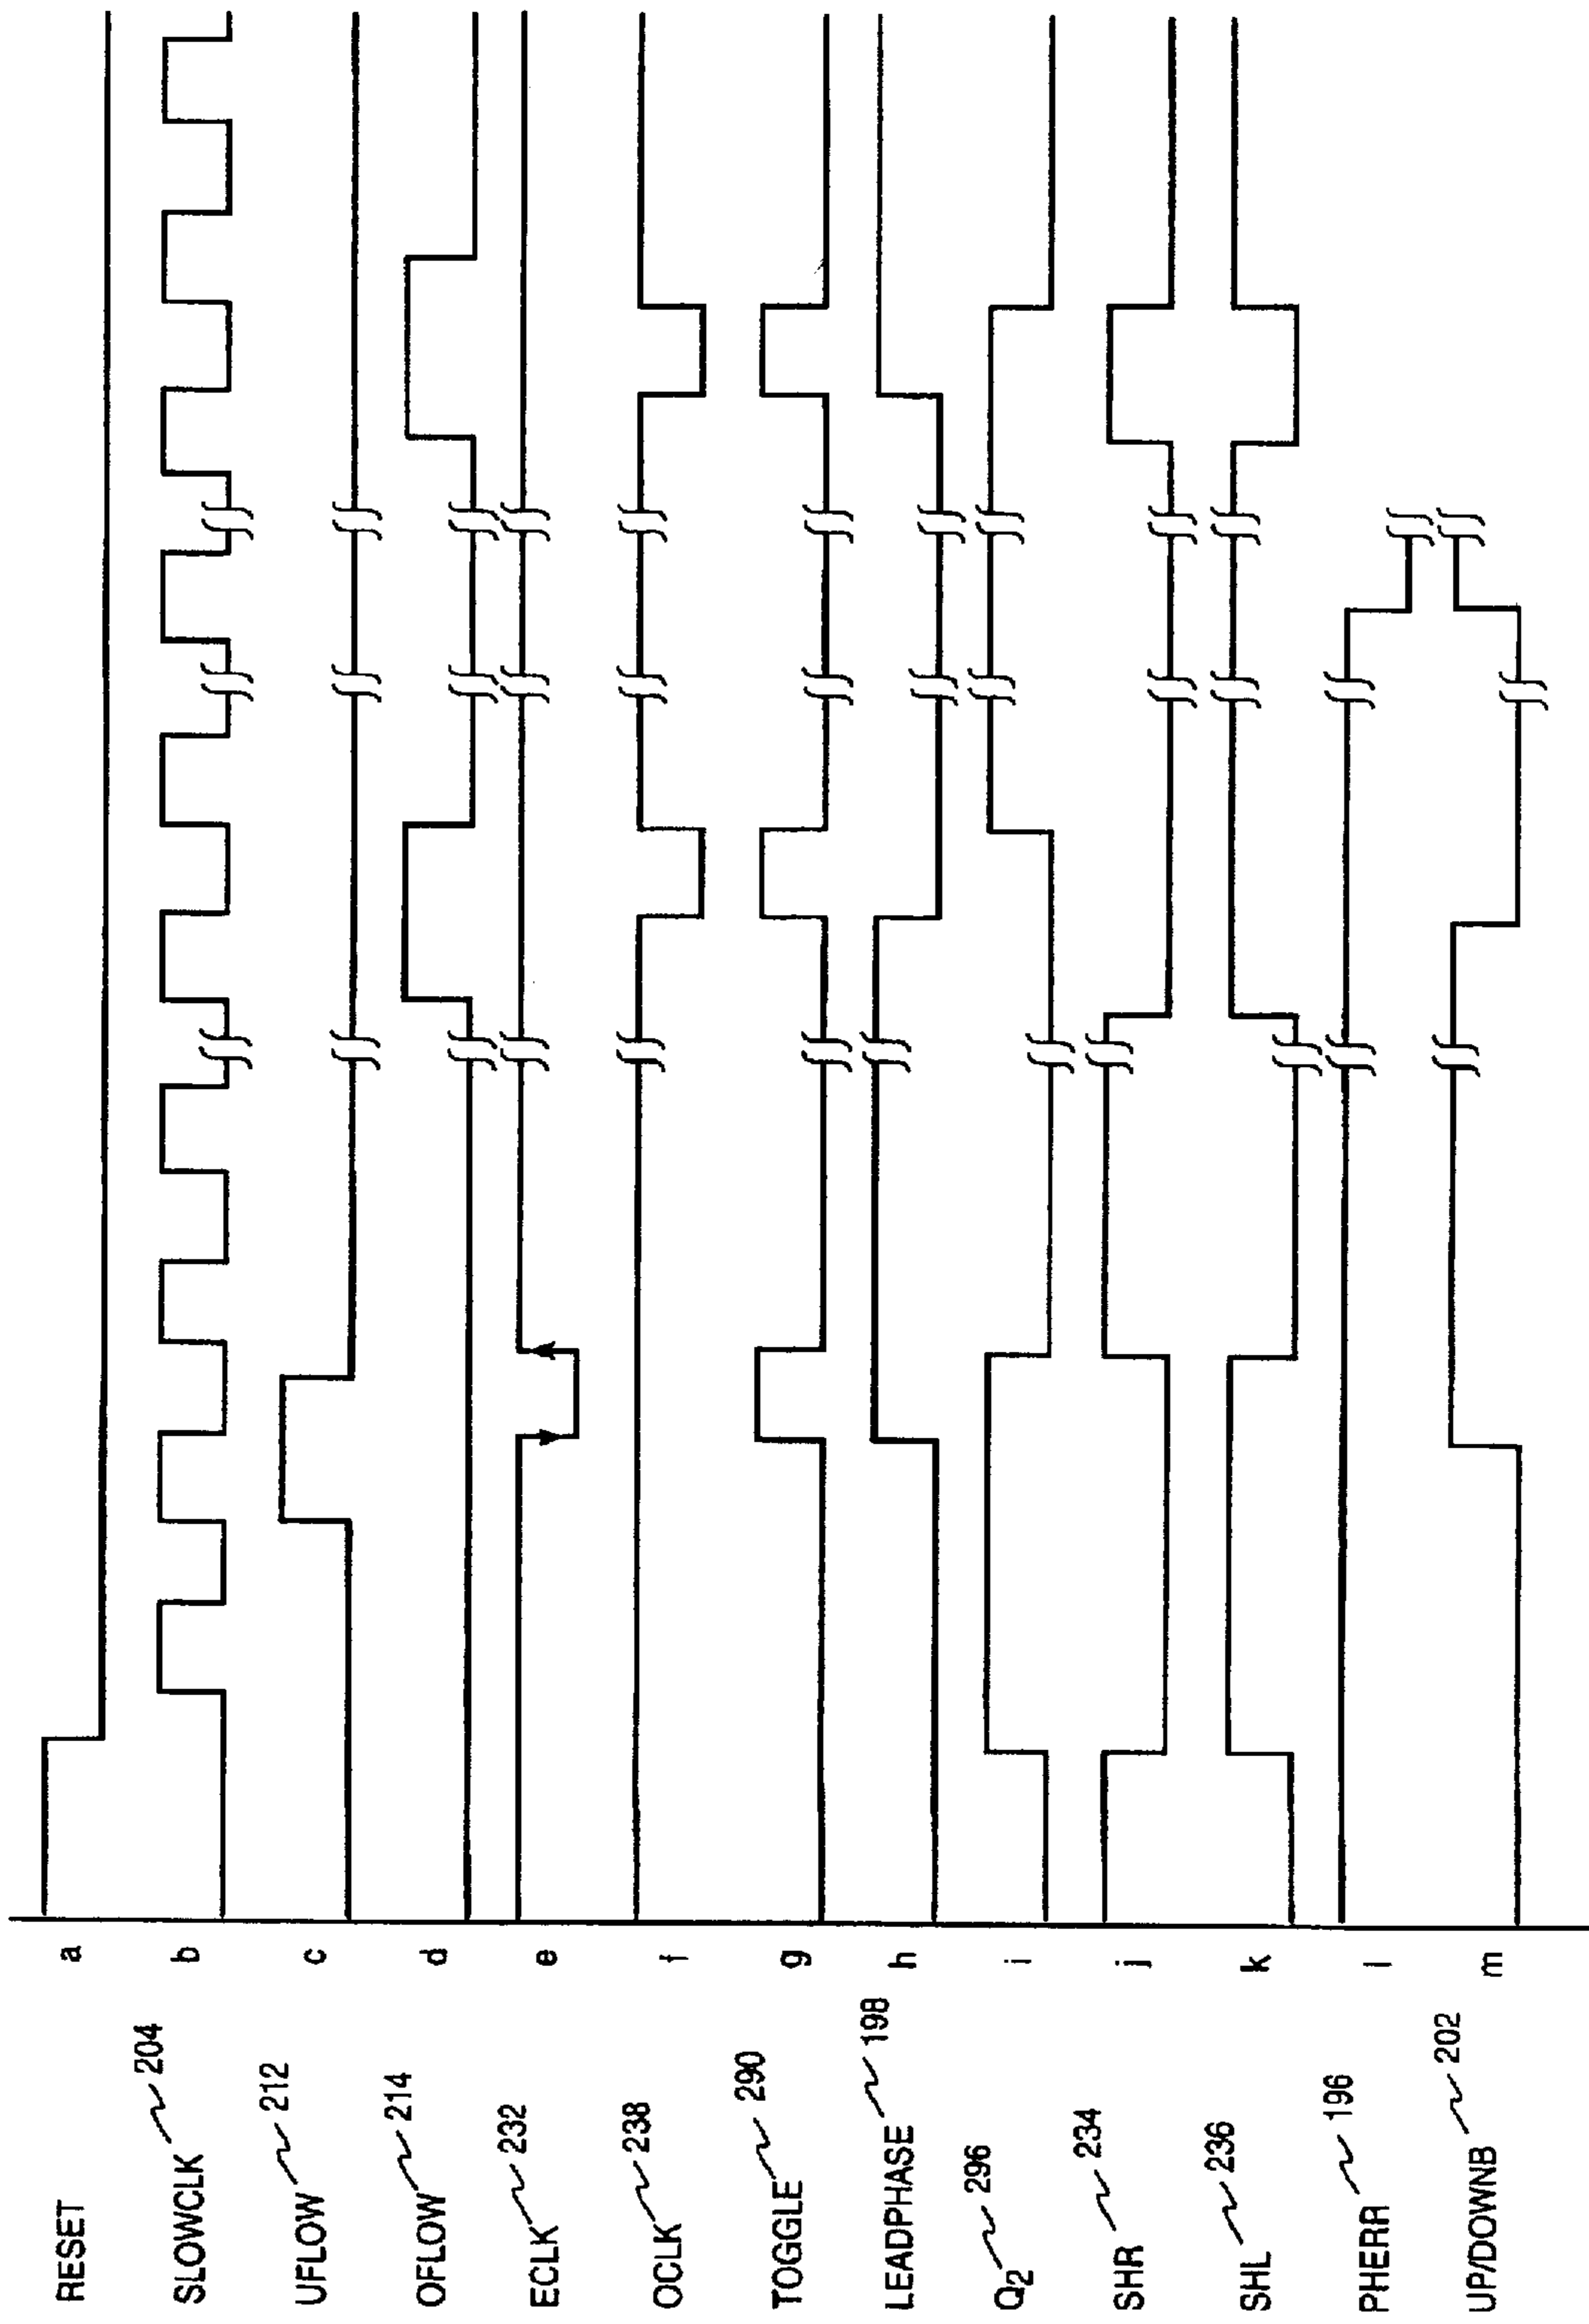 RESET a
SLOWCLK 204 b
UFLOW 212 c
OFLOW 214 d
ECLK 232 e
OCLK 238 f
TOGGLE 290 g
LEADPHASE 198 h
Q2 296 i
SHR 234 j
SHL 236 k
PHERR 196 l
UP/DOWNB 202 m